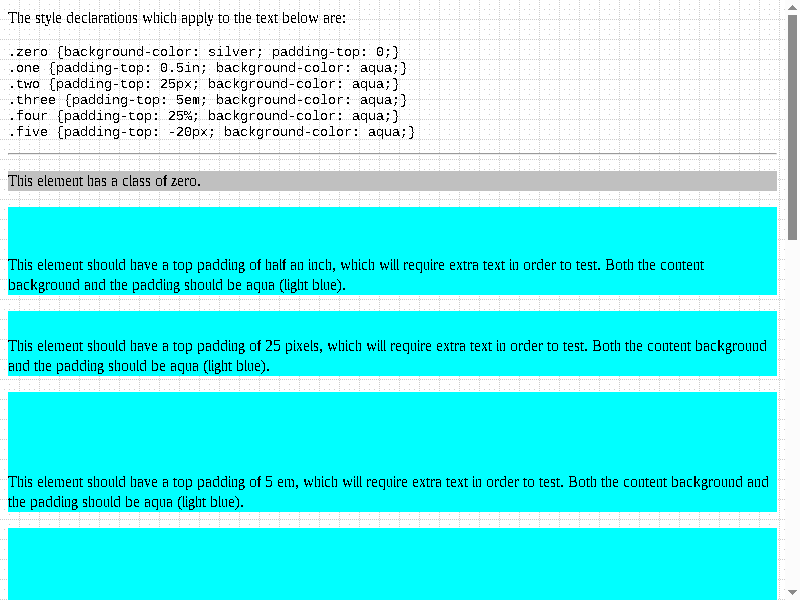 The style declarations which apply to the text below are:
.zero {background-color: silver; padding-top: 0;}
.one {padding-top: 0.5in; background-color: aqua;}
.two {padding-top: 25px; background-color: aqua;}
.three {padding-top: 5em; background-color: aqua;}
.four {padding-top: 25%; background-color: aqua;}
.five {padding-top: -20px; background-color: aqua;}
This element has a class of zero.
This element should have a top padding of half an inch, which will require extra text in order to test. Both the content
background and the padding should be aqua (light blue).
This element should have a top padding of 25 pixels, which will require extra text in order to test. Both the content background
and the padding should be aqua (light blue).
This element should have a top padding of 5 em, which will require extra text in order to test. Both the content background and
the padding should be aqua (light blue).